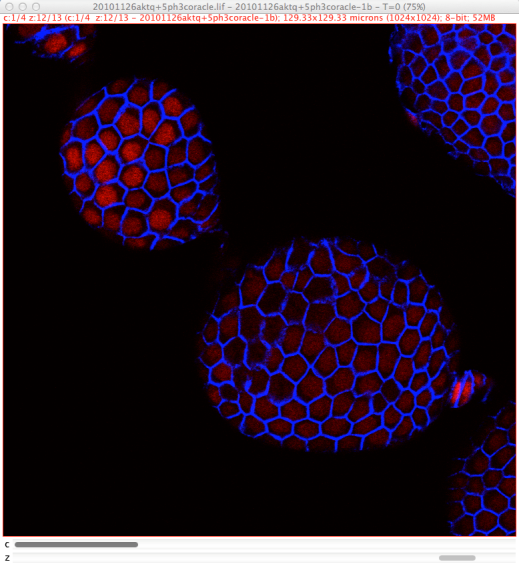 20101126aktq+5ph3coracle.lif - 20101126aktq+5ph3coracle-1b - T=0 (75%)
c:1/4 z:12/13 (c:1/4  z:12/13 - 20101126aktq+5ph3coracle-1b); 129.33x129.33 microns (1024x1024); 8-bit; 52MB
c
z